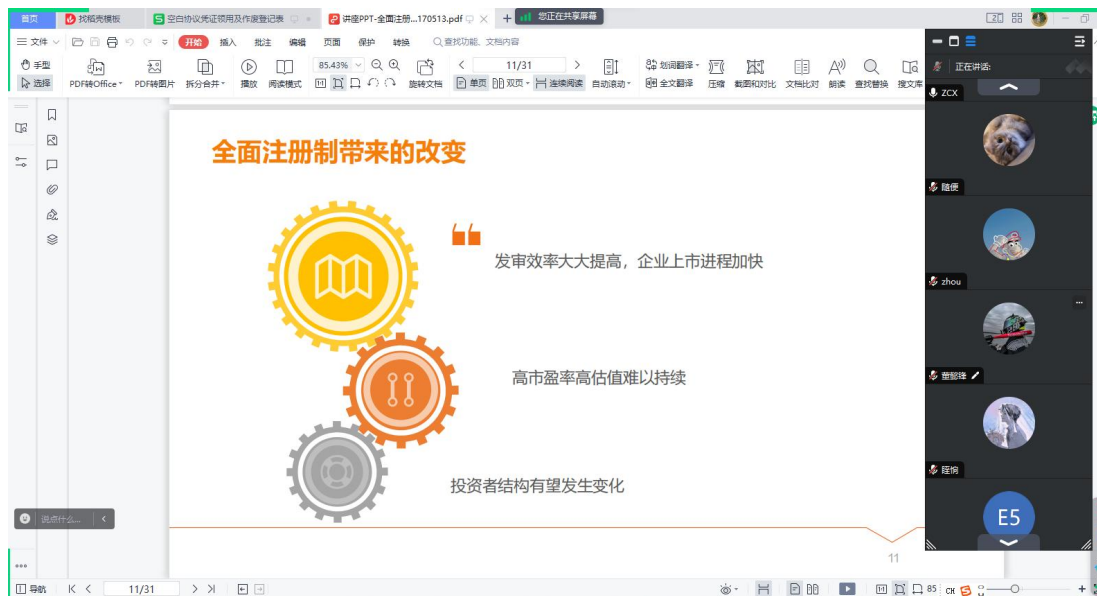 首页
找稻壳模板
空白协议凭证领用及作废登记表
讲座PPT-全面注册...170513.pdf
您正在共享屏幕
文件
开始
插入
批注
编辑
页面
保护
转换
查找功能、文档内容
手型
选择
PDF转Office
PDF转图片
拆分合并
播放
阅读模式
85.43%
11/31
旋转文档
单页
双页
连续阅读
自动滚动
划词翻译
全文翻译
压缩
截图和对比
文档比对
朗读
查找替换
搜文库
正在讲话:
ZCX
随便
zhou
E5
全面注册制带来的改变
发审效率大大提高，企业上市进程加快
高市盈率高估值难以持续
投资者结构有望发生变化
11
说点什么...
导航
11/31
85
CH